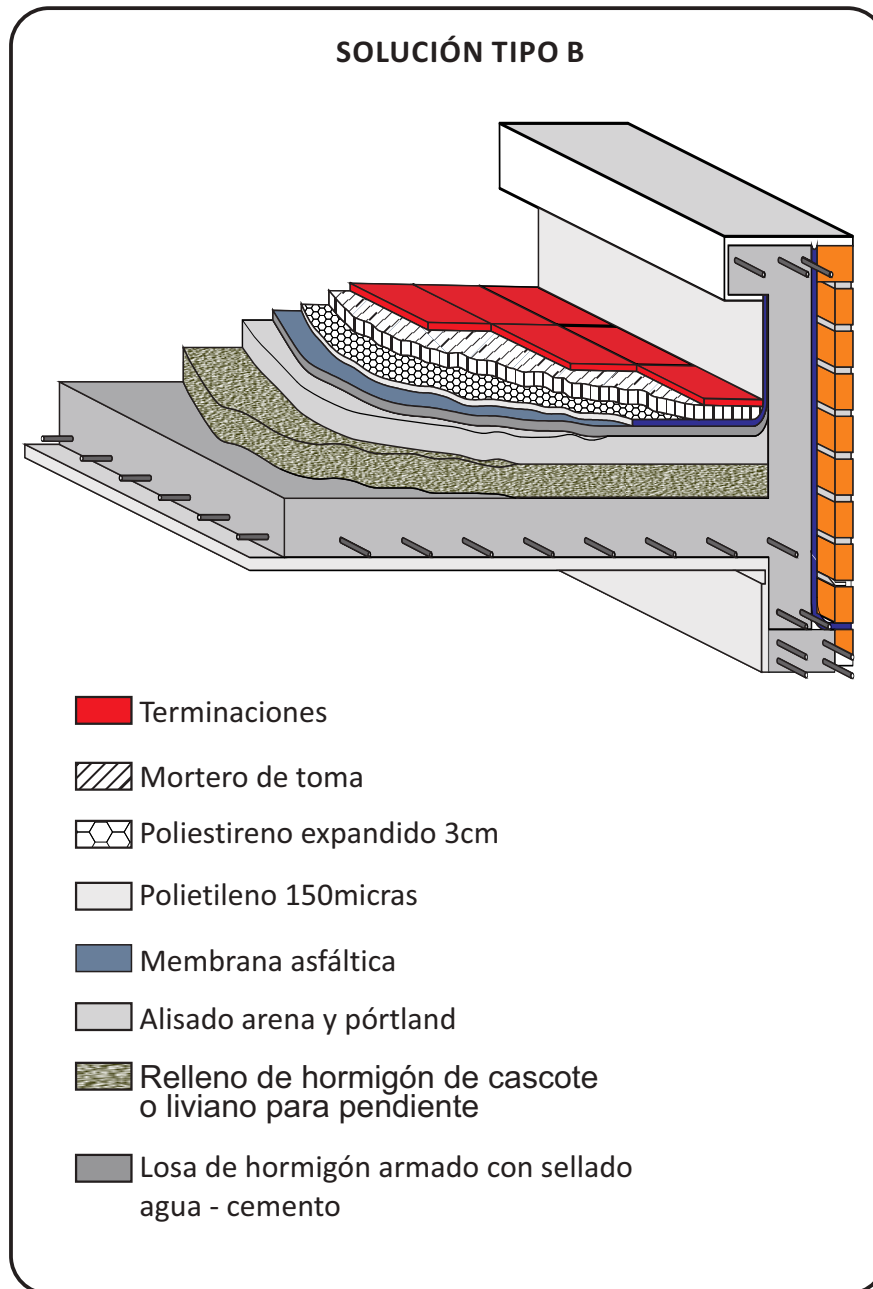 SOLUCIÓN TIPO B
Terminaciones
Mortero de toma
Poliestireno expandido 3cm
Polietileno 150micras
Membrana asfáltica
Alisado arena y pórtland
Relleno de hormigón de cascote
o liviano para pendiente
Losa de hormigón armado con sellado
agua - cemento